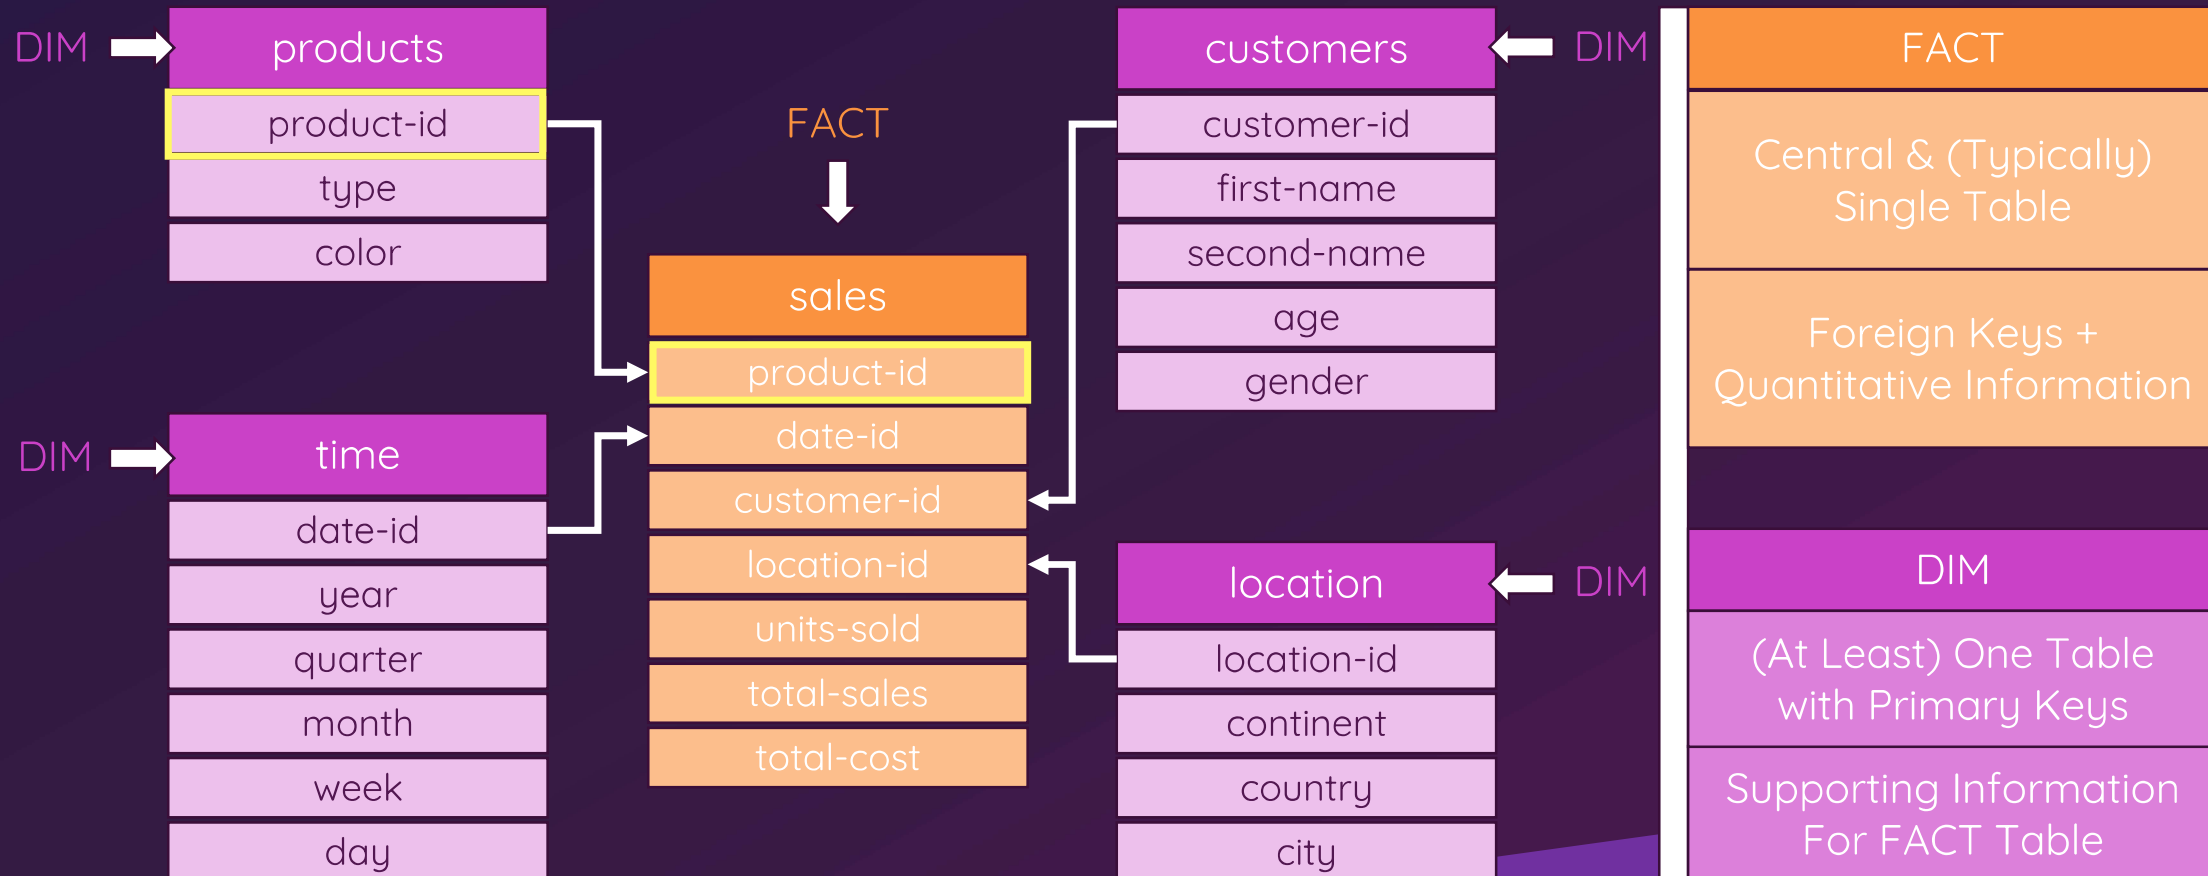 DIM
products
product-id
type
color
DIM
time
date-id
year
quarter
month
week
day
FACT
sales
product-id
date-id
customer-id
location-id
units-sold
total-sales
total-cost
customers
DIM
customer-id
first-name
second-name
age
gender
location
DIM
location-id
continent
country
city
FACT
Central & (Typically)
Single Table
Foreign Keys +
Quantitative Information
DIM
(At Least) One Table
with Primary Keys
Supporting Information
For FACT Table